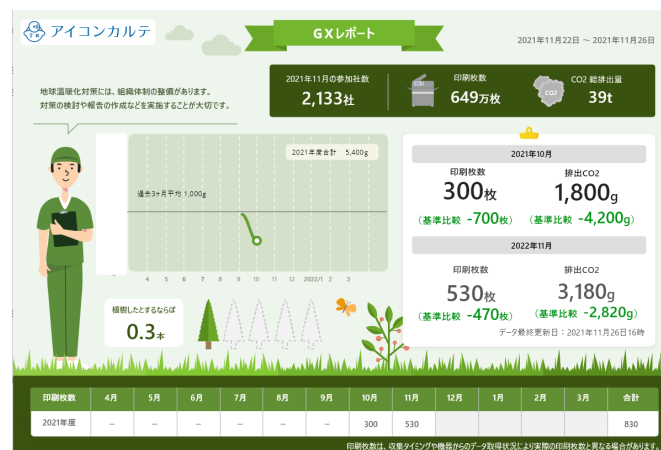 アイコンカルテ
GXレポート
2021年11月22日 ～ 2021年11月26日
地球温暖化対策には、組織体制の整備があります。
対策の検討や報告の作成などを実施することが大切です。
2021年11月の参加社数
2,133社
印刷枚数
649万枚
CO2
CO2 総排出量
39t
2021年度合計 5,400g
過去3ヶ月平均 1,000g
4 5 6 7 8 9 10 11 12 2022/1 2 3
2021年10月
印刷枚数 排出CO2
300枚 1,800g
（基準比較 -700枚） （基準比較 -4,200g）
2022年11月
印刷枚数 排出CO2
530枚 3,180g
（基準比較 -470枚） （基準比較 -2,820g）
データ最終更新日：2021年11月26日16時
植樹したとするならば
0.3本
印刷枚数 4月 5月 6月 7月 8月 9月 10月 11月 12月 1月 2月 3月 合計
2021年度 － － － － － － 300 530 830
印刷枚数は、収集タイミングや機器からのデータ取得状況により実際の印刷枚数と異なる場合があります。